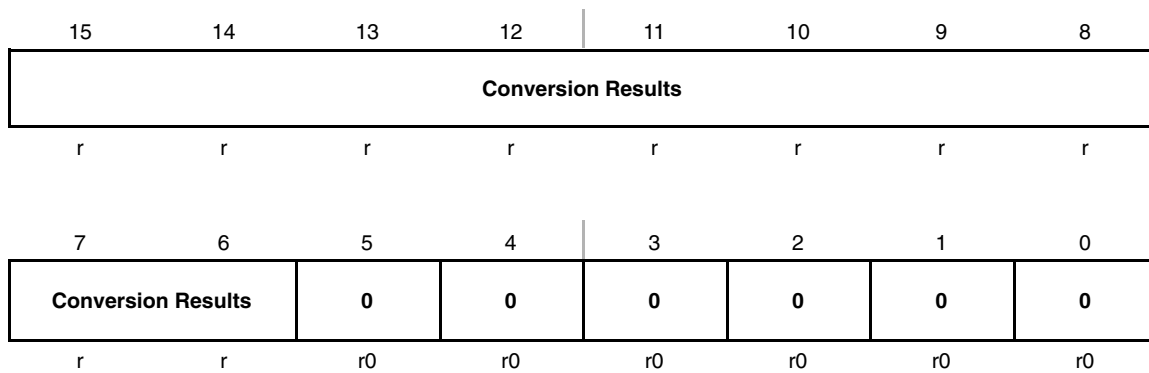 15 14 13 12 11 10 9 8
Conversion Results
r r r r r r r r
7 6 5 4 3 2 1 0
Conversion Results 0 0 0 0 0 0
r r r0 r0 r0 r0 r0 r0